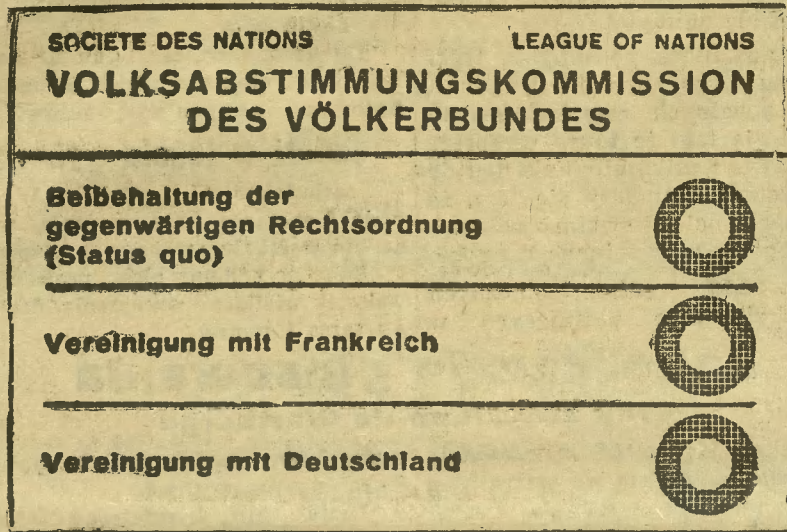 SOCIETE DES NATIONS LEAGUE OF NATIONS
VOLKSABSTIMMUNGSKOMMISSION
DES VÖLKERBUNDES
Beibehaltung der
gegenwärtigen Rechtsordnung
(Status quo)
Vereinigung mit Frankreich
Vereinigung mit Deutschland